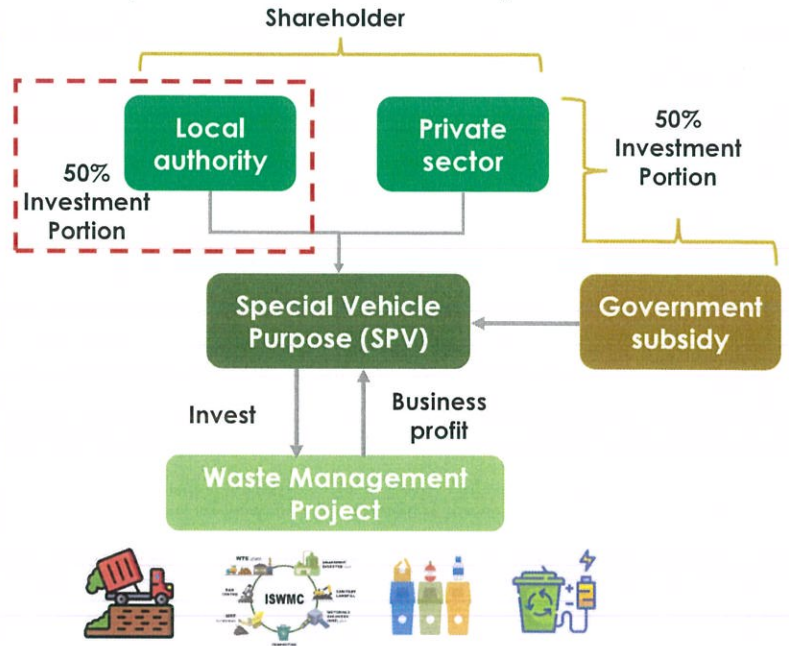 Shareholder
Local
authority
Private
sector
50%
Investment
Portion
50%
Investment
Portion
Special Vehicle
Purpose (SPV)
Government
subsidy
Invest
Business
profit
Waste Management
Project
WTE
ISWMC